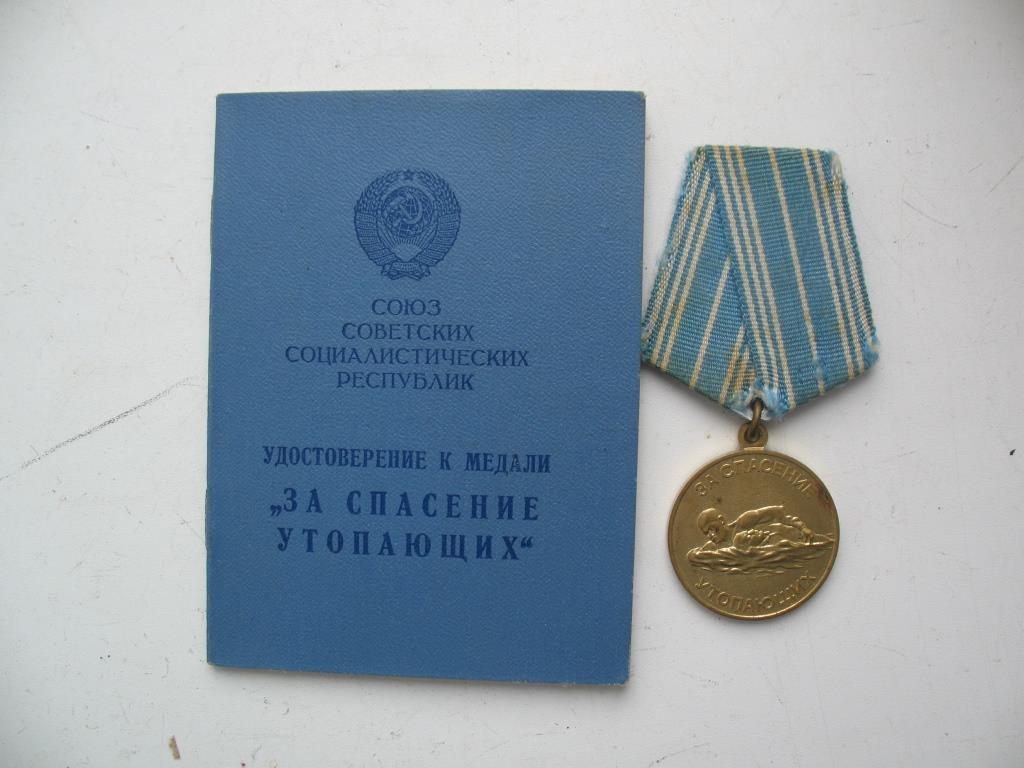 СОЮЗ
СОВЕТСКИХ
СОЦИАЛИСТИЧЕСКИХ
РЕСПУБЛИК
УДОСТОВЕРЕНИЕ К МЕДАЛИ
„ЗА СПАСЕНИЕ
УТОПАЮЩИХ“
ЗА СПАСЕНИЕ
УТОПАЮЩИХ